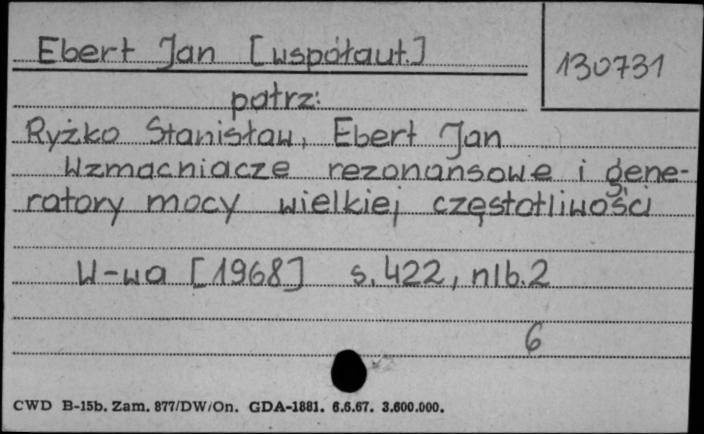 Ebert Jan [współaut.]
130731
patrz:
Ryżko Stanisław, Ebert Jan
Wzmacniacze rezonansowe i gene-
ratory mocy wielkiej częstotliwości
W-wa [1968] s. 422, nlb. 2
6
CWD B-15b. Zam. 877/DW/On. GDA-1881. 6.6.67. 3.600.000.